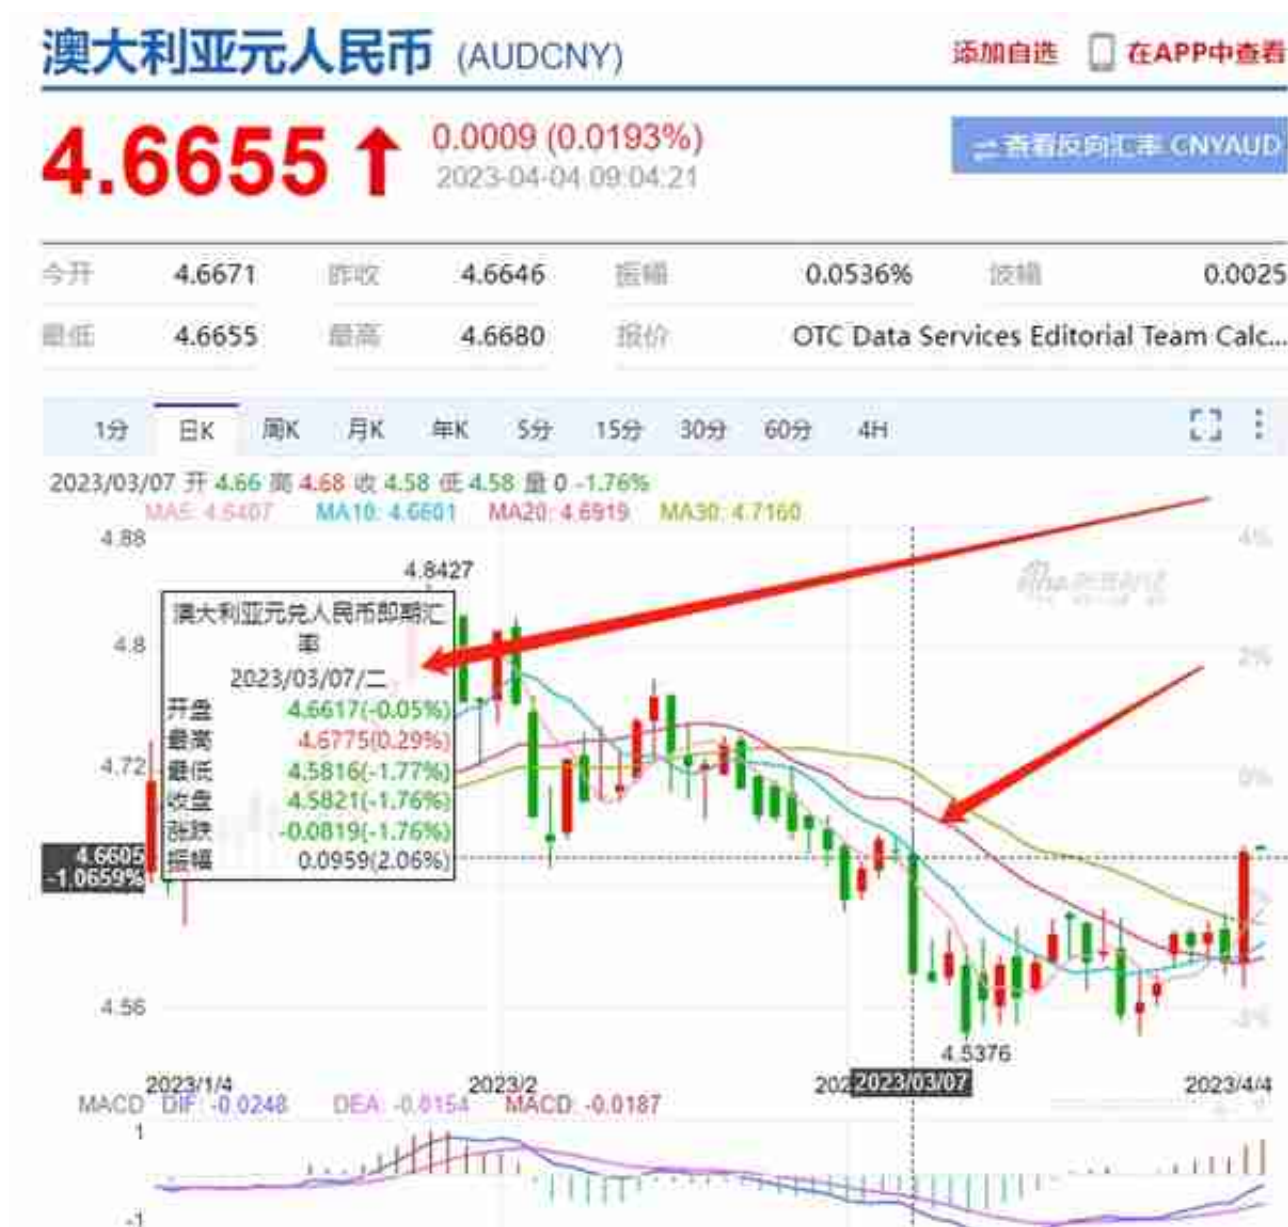 澳大利亚元人民币 (AUDCNY) 添加自选 在APP中查看
4.6655 ↑ 0.0009 (0.0193%) ⇌ 查看反向汇率 CNYAUD
2023-04-04 09:04:21
今开 4.6671 昨收 4.6646 振幅 0.0536% 波幅 0.0025
最低 4.6655 最高 4.6680 报价 OTC Data Services Editorial Team Calc...
1分 日K 周K 月K 年K 5分 15分 30分 60分 4H
2023/03/07 开 4.66 高 4.68 收 4.58 低 4.58 量 0 -1.76%
MA5: 4.6407 MA10: 4.6601 MA20: 4.6919 MA30: 4.7160
4.88 4%
4.8427
澳大利亚元兑人民币即期汇
率
4.8 2%
2023/03/07/二
开盘 4.6617(-0.05%)
最高 4.6775(0.29%)
4.72 0%
最低 4.5816(-1.77%)
收盘 4.5821(-1.76%)
涨跌 -0.0819(-1.76%)
振幅 0.0959(2.06%)
4.6605
-1.0659%
4.56
4.5376
2023/1/4 2023/2 202 2023/03/07 2023/4/4
MACD DIF: -0.0248 DEA: -0.0154 MACD: -0.0187
1
-1